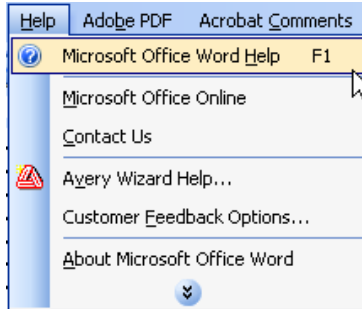 Help Adobe PDF Acrobat Comments
Microsoft Office Word Help F1
Microsoft Office Online
Contact Us
Avery Wizard Help...
Customer Feedback Options...
About Microsoft Office Word